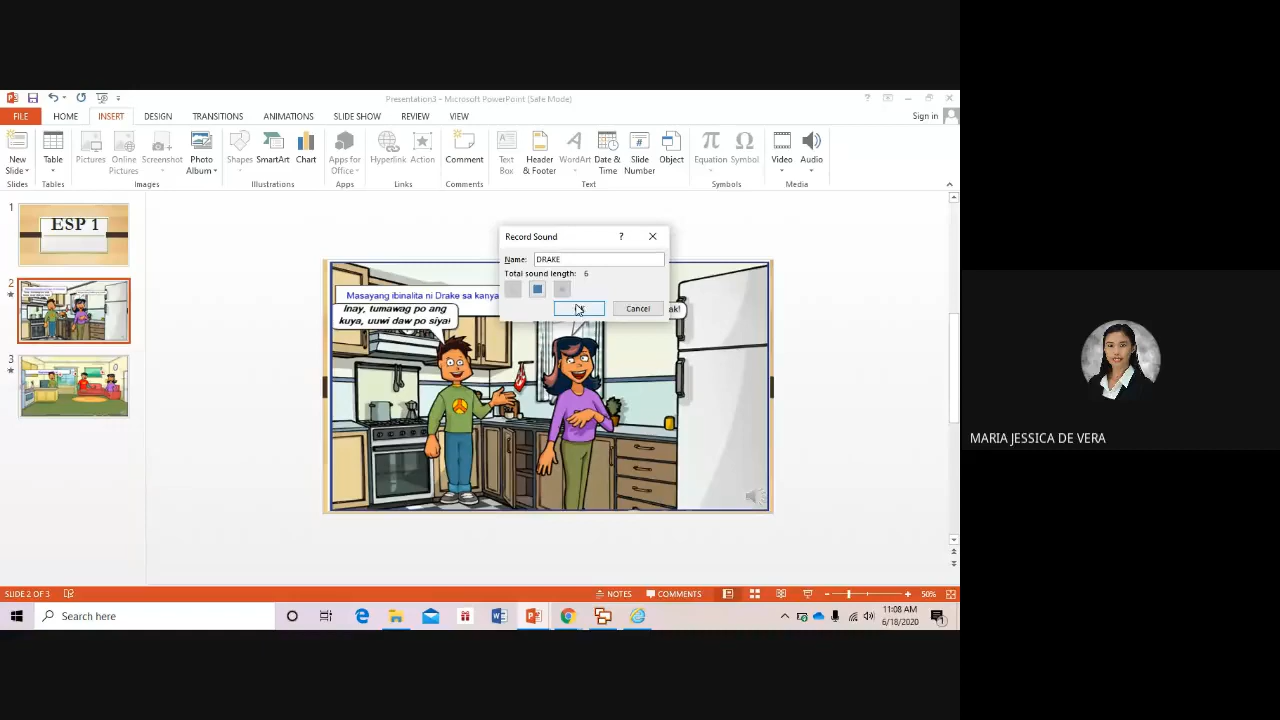 Presentation3 - Microsoft PowerPoint (Safe Mode)
FILE HOME INSERT DESIGN TRANSITIONS ANIMATIONS SLIDE SHOW REVIEW VIEW Sign in
New Slide Table Pictures Online Pictures Screenshot Photo Album Shapes SmartArt Chart Apps for Office Hyperlink Action Comment Text Box Header & Footer WordArt Date & Time Slide Number Object Equation Symbol Video Audio
Slides Tables Images Illustrations Apps Links Comments Text Symbols Media
1
ESP 1
2
3
Record Sound
Name: DRAKE
Total sound length: 6
Cancel
Masayang ibinalita ni Drake sa kanya
Inay, tumawag po ang
kuya, uuwi daw po siya!
ak!
MARIA JESSICA DE VERA
SLIDE 2 OF 3 NOTES COMMENTS 50%
Search here
11:08 AM
6/18/2020